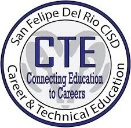 San Felipe Del Rio CISD
CTE
Connecting Education
to Careers
Career & Technical Education